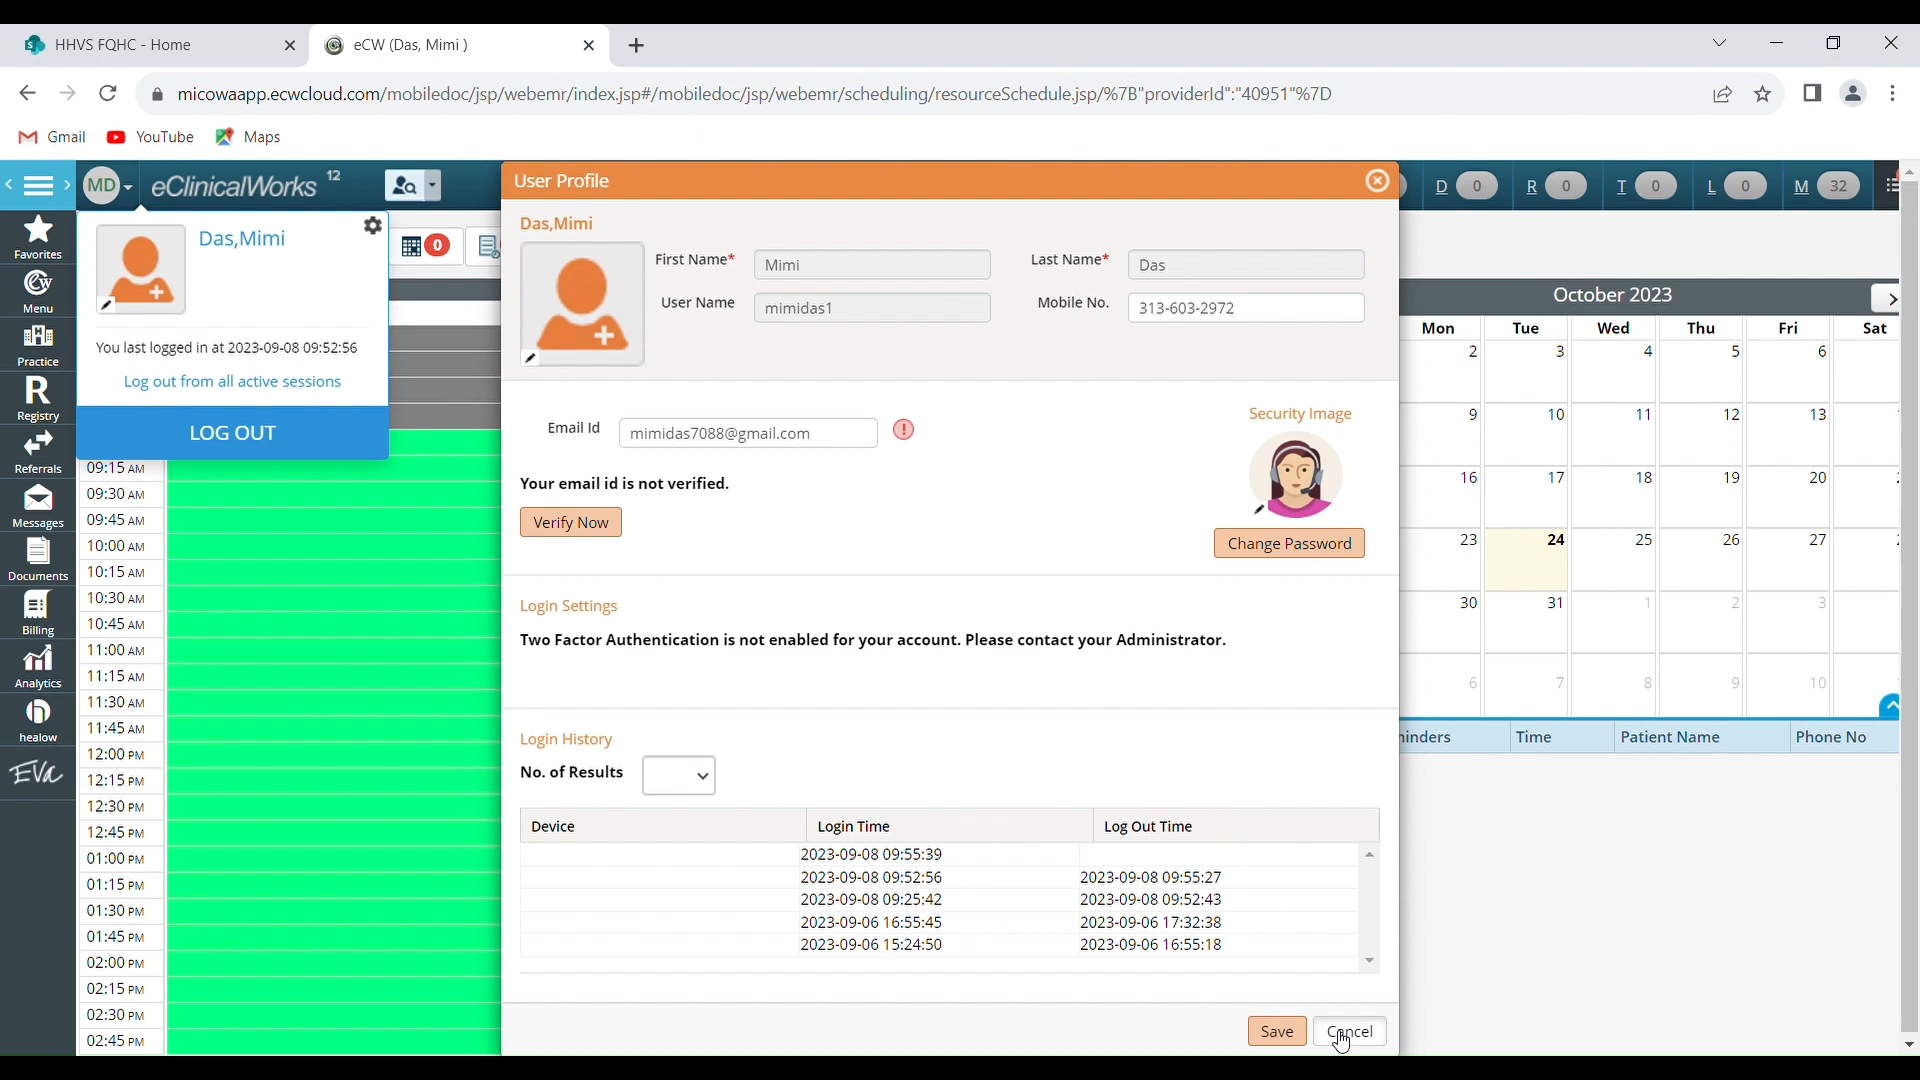 HHVS FQHC - Home
eCW (Das, Mimi )
micowaapp.ecwcloud.com/mobiledoc/jsp/webemr/index.jsp#/mobiledoc/jsp/webemr/scheduling/resourceSchedule.jsp/%7B"providerId":"40951"%7D
Gmail YouTube Maps
MD eClinicalWorks 12
D 0 R 0 T 0 L 0 M 32
Favorites
Menu
Practice
Registry
Referrals
Messages
Documents
Billing
Analytics
healow
EVa
Das,Mimi
You last logged in at 2023-09-08 09:52:56
Log out from all active sessions
LOG OUT
0
09:15 AM
09:30 AM
09:45 AM
10:00 AM
10:15 AM
10:30 AM
10:45 AM
11:00 AM
11:15 AM
11:30 AM
11:45 AM
12:00 PM
12:15 PM
12:30 PM
12:45 PM
01:00 PM
01:15 PM
01:30 PM
01:45 PM
02:00 PM
02:15 PM
02:30 PM
02:45 PM
User Profile
Das,Mimi
First Name* Mimi Last Name* Das
User Name mimidas1 Mobile No. 313-603-2972
Email Id mimidas7088@gmail.com !
Security Image
Your email id is not verified.
Verify Now
Change Password
Login Settings
Two Factor Authentication is not enabled for your account. Please contact your Administrator.
Login History
No. of Results
Device Login Time Log Out Time
2023-09-08 09:55:39
2023-09-08 09:52:56 2023-09-08 09:55:27
2023-09-08 09:25:42 2023-09-08 09:52:43
2023-09-06 16:55:45 2023-09-06 17:32:38
2023-09-06 15:24:50 2023-09-06 16:55:18
Save Cancel
October 2023
Mon Tue Wed Thu Fri Sat
2 3 4 5 6
9 10 11 12 13
16 17 18 19 20
23 24 25 26 27
30 31 1 2 3
6 7 8 9 10
Time Patient Name Phone No